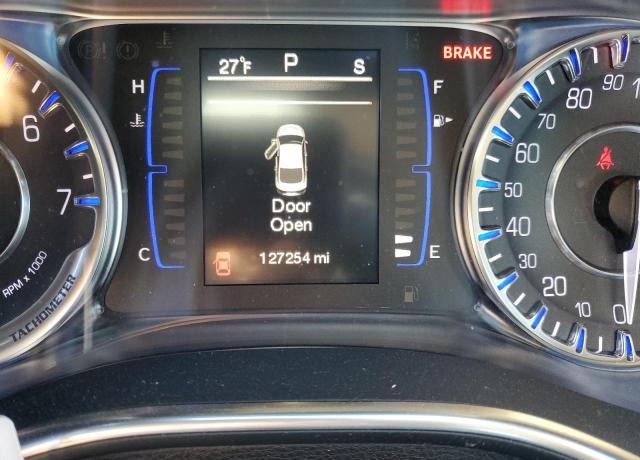 27°F P S
BRAKE
H
F
C
E
Door
Open
127254 mi
6
7
RPM x 1000
TACHOMETER
90
80
70
60
50
40
30
20
10
0